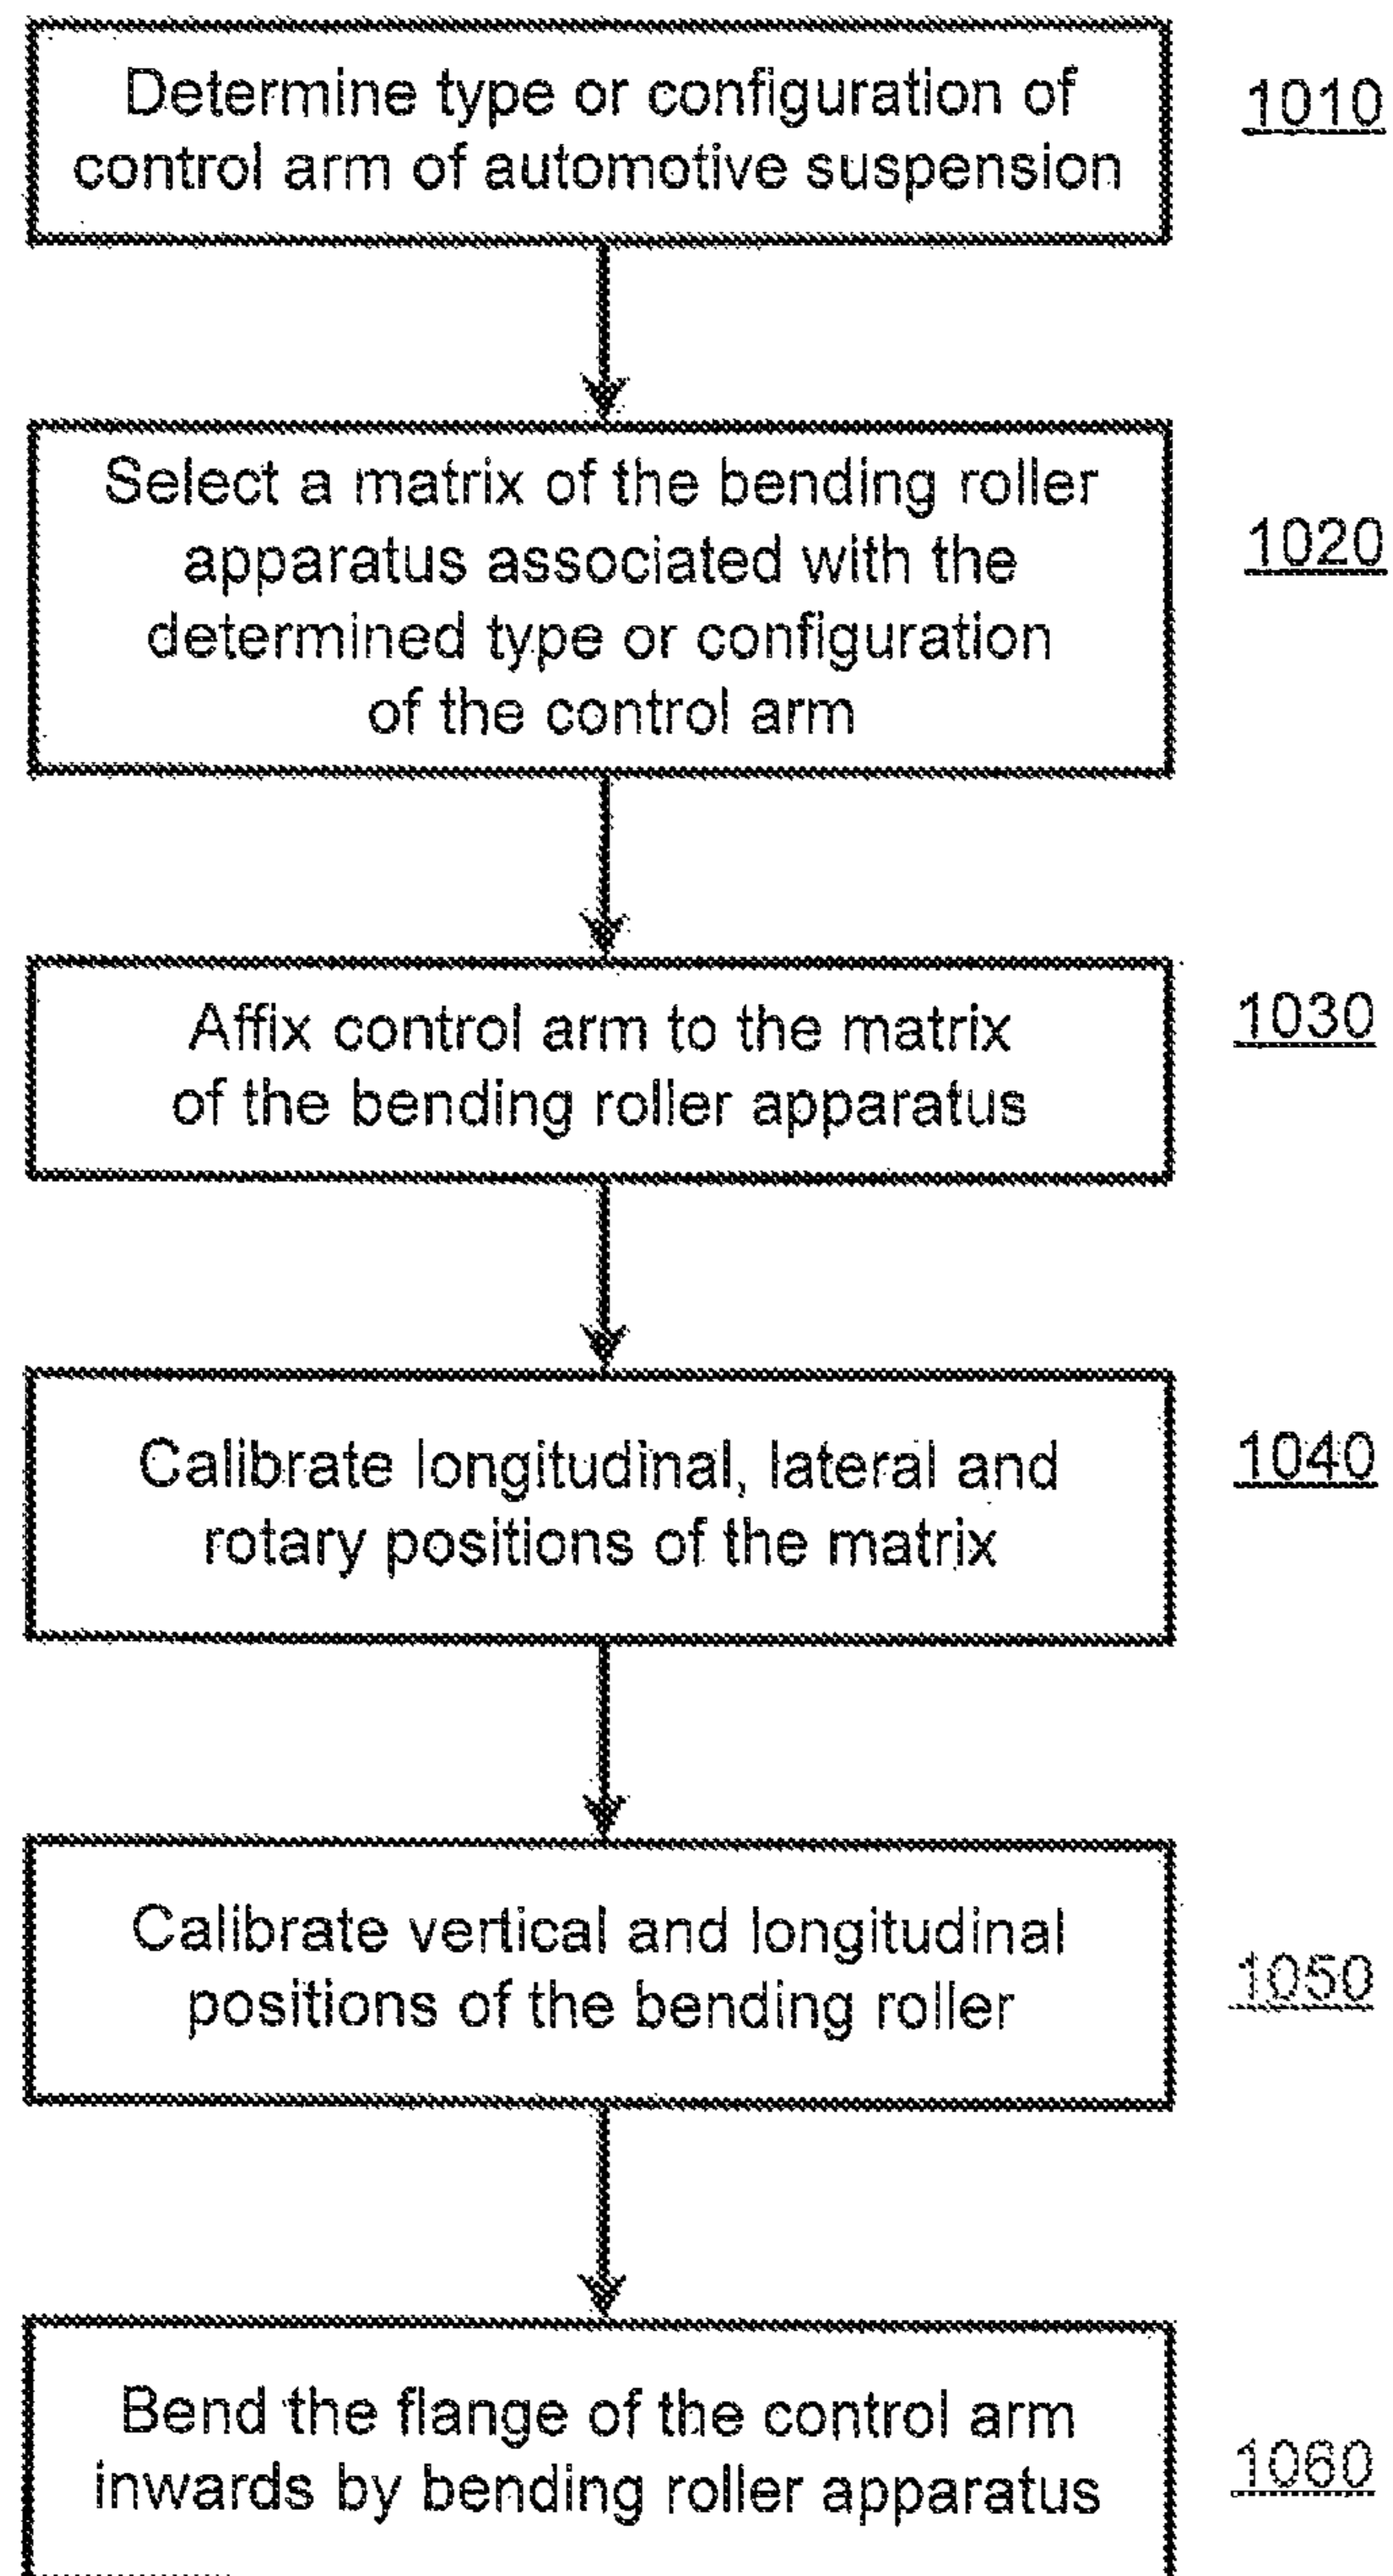 Determine type or configuration of
control arm of automotive suspension
1010
Select a matrix of the bending roller
apparatus associated with the
determined type or configuration
of the control arm
1020
Affix control arm to the matrix
of the bending roller apparatus
1030
Calibrate longitudinal, lateral and
rotary positions of the matrix
1040
Calibrate vertical and longitudinal
positions of the bending roller
1050
Bend the flange of the control arm
inwards by bending roller apparatus
1060